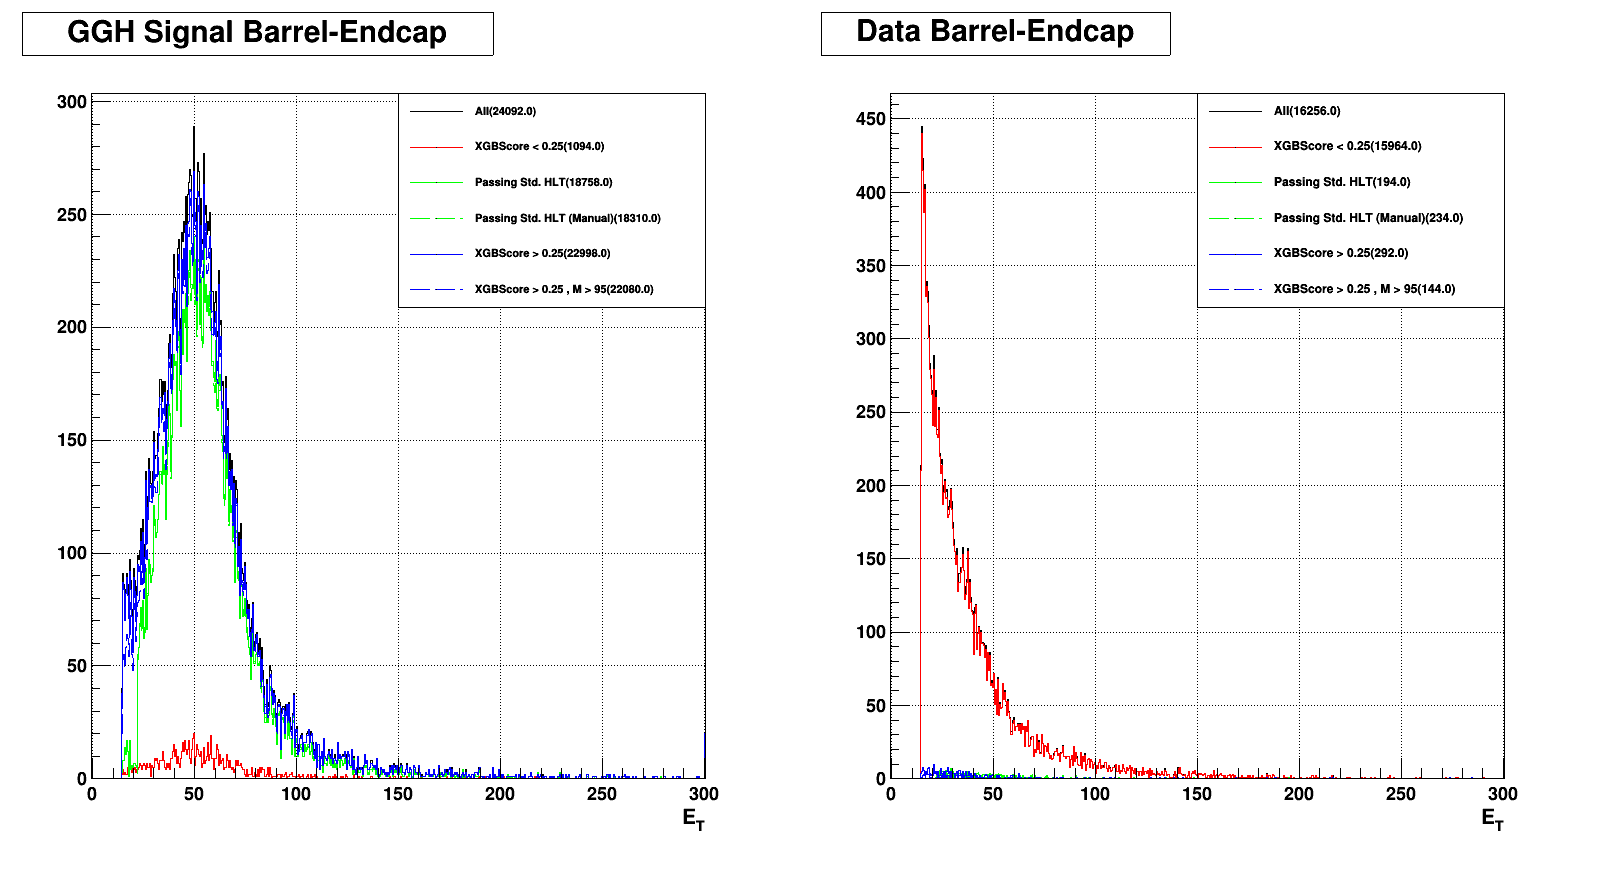 GGH Signal Barrel-Endcap
300
250
200
150
100
50
0
0 50 100 150 200 250 300
E_T
All(24092.0)
XGBScore < 0.25(1094.0)
Passing Std. HLT(18758.0)
Passing Std. HLT (Manual)(18310.0)
XGBScore > 0.25(22998.0)
XGBScore > 0.25 , M > 95(22080.0)
Data Barrel-Endcap
450
400
350
300
250
200
150
100
50
0
0 50 100 150 200 250 300
E_T
All(16256.0)
XGBScore < 0.25(15964.0)
Passing Std. HLT(194.0)
Passing Std. HLT (Manual)(234.0)
XGBScore > 0.25(292.0)
XGBScore > 0.25 , M > 95(144.0)